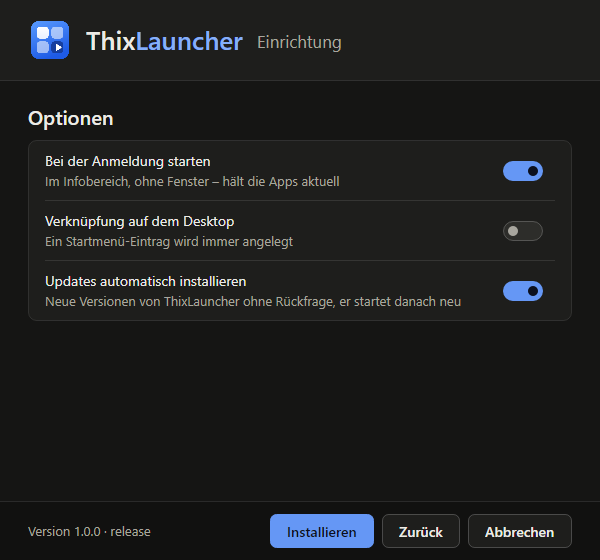 ThixLauncher Einrichtung
Optionen
Bei der Anmeldung starten
Im Infobereich, ohne Fenster – hält die Apps aktuell
Verknüpfung auf dem Desktop
Ein Startmenü-Eintrag wird immer angelegt
Updates automatisch installieren
Neue Versionen von ThixLauncher ohne Rückfrage, er startet danach neu
Version 1.0.0 · release
Installieren
Zurück
Abbrechen